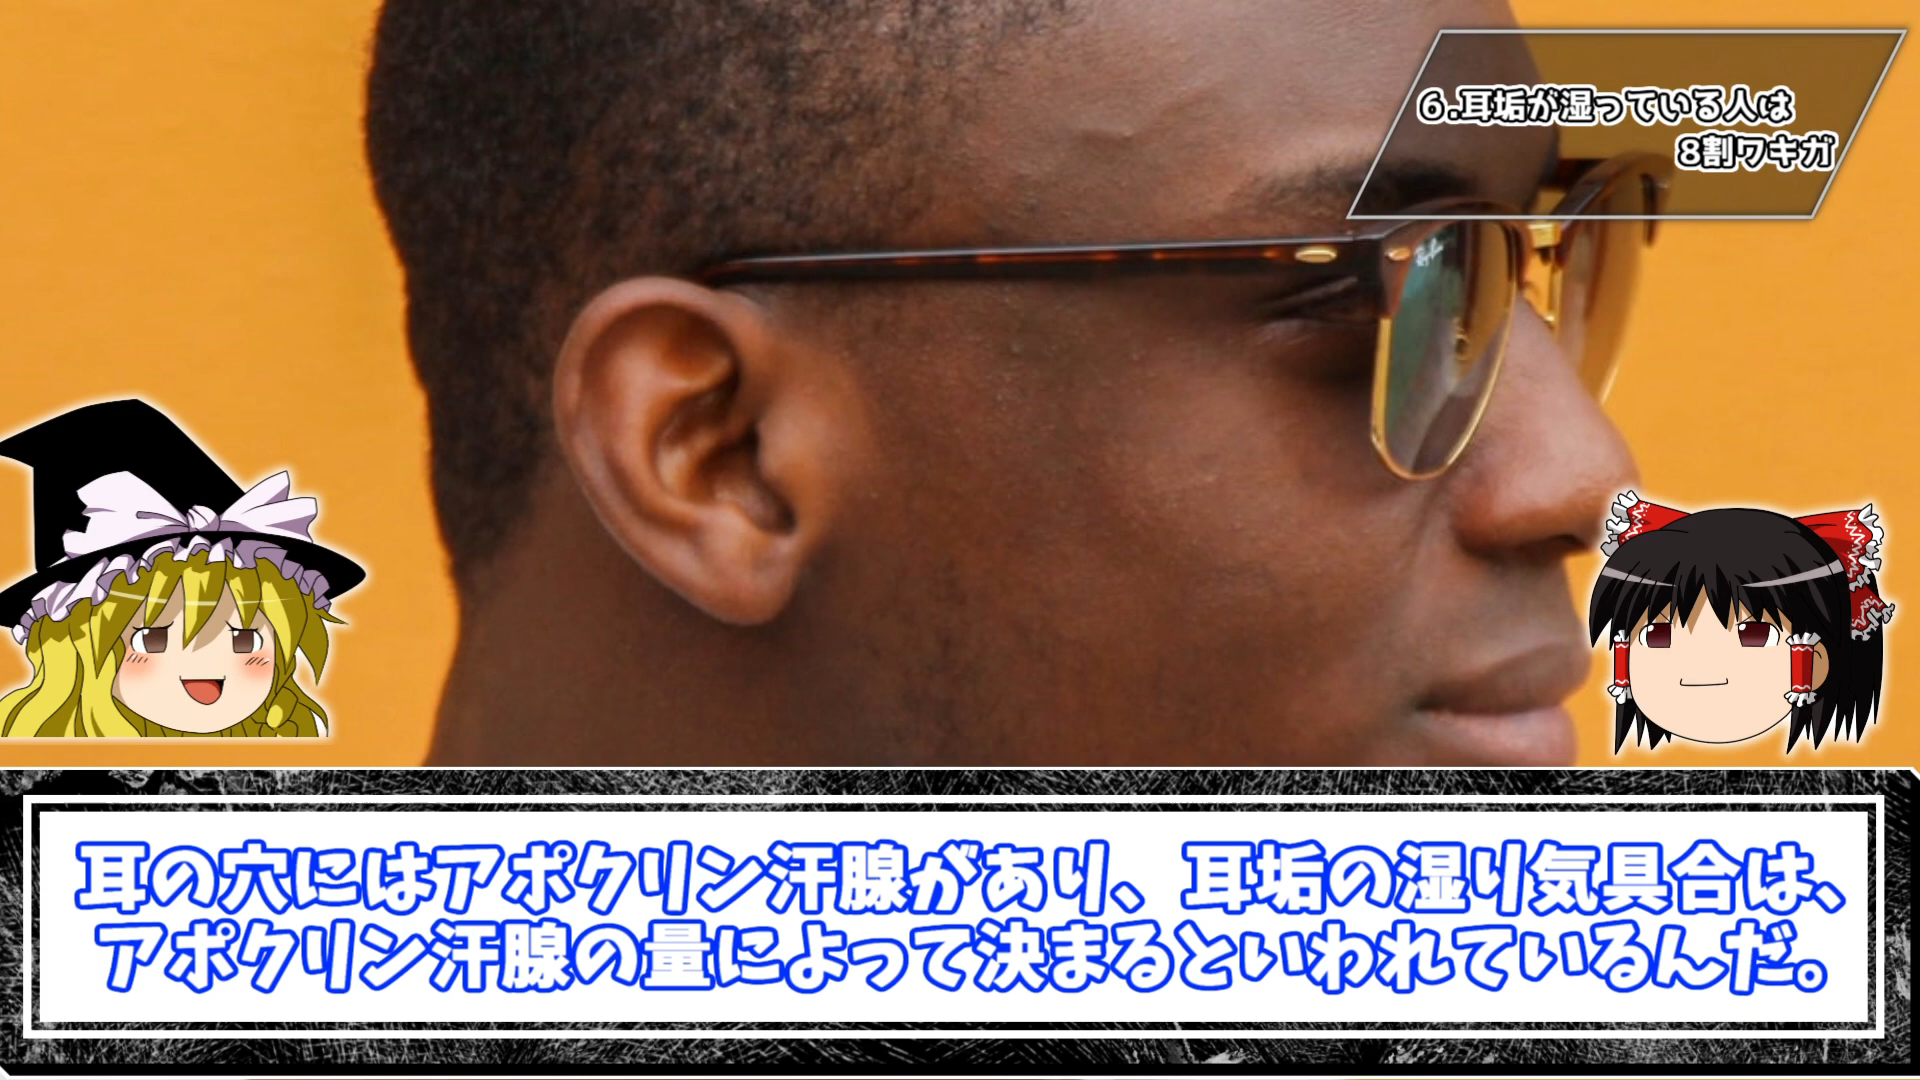 6.耳垢が湿っている人は
8割ワキガ
Ray-Ban
耳の穴にはアポクリン汗腺があり、耳垢の湿り気具合は、
アポクリン汗腺の量によって決まるといわれているんだ。